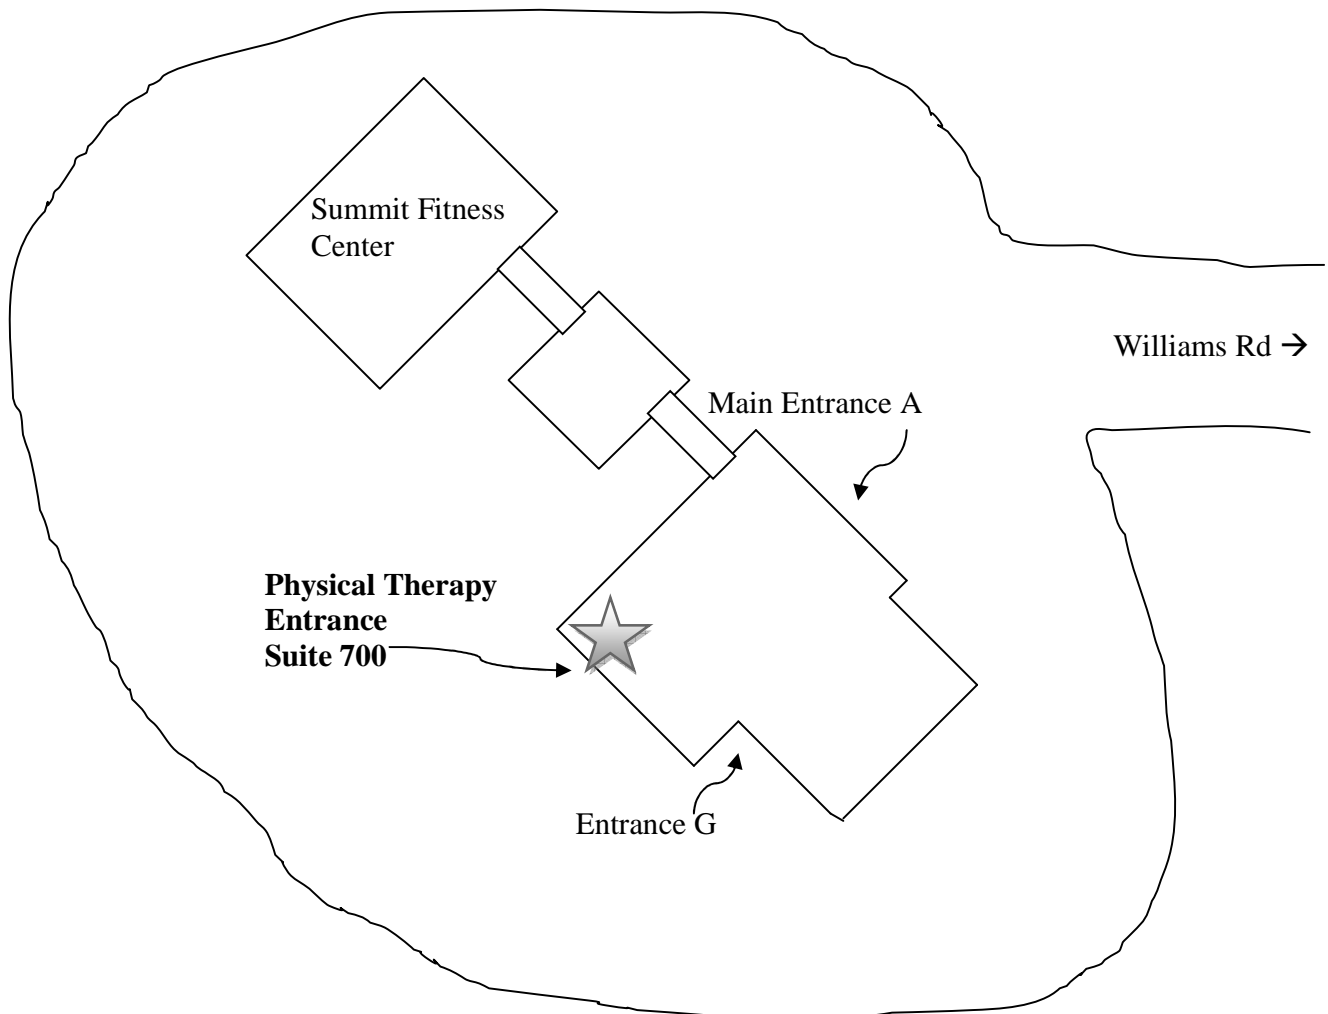 Summit Fitness
Center
Williams Rd →
Main Entrance A
Physical Therapy
Entrance
Suite 700
Entrance G